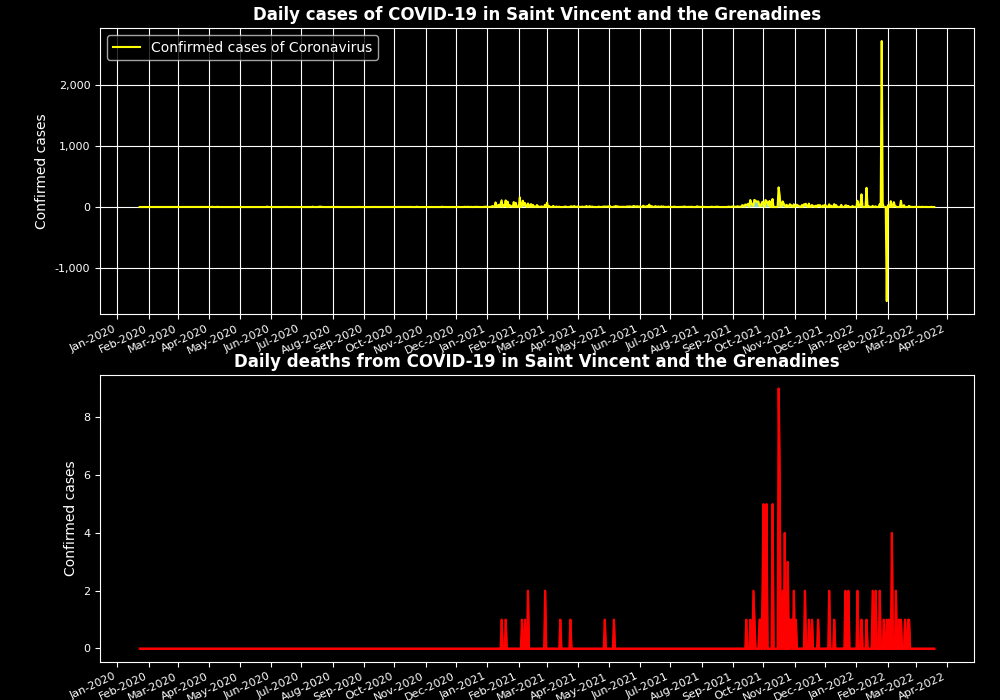 Daily cases of COVID-19 in Saint Vincent and the Grenadines
Confirmed cases of Coronavirus
Confirmed cases
2,000
1,000
0
-1,000
Jan-2020 Feb-2020 Mar-2020 Apr-2020 May-2020 Jun-2020 Jul-2020 Aug-2020 Sep-2020 Oct-2020 Nov-2020 Dec-2020 Jan-2021 Feb-2021 Mar-2021 Apr-2021 May-2021 Jun-2021 Jul-2021 Aug-2021 Sep-2021 Oct-2021 Nov-2021 Dec-2021 Jan-2022 Feb-2022 Mar-2022 Apr-2022
Daily deaths from COVID-19 in Saint Vincent and the Grenadines
Confirmed cases
8
6
4
2
0
Jan-2020 Feb-2020 Mar-2020 Apr-2020 May-2020 Jun-2020 Jul-2020 Aug-2020 Sep-2020 Oct-2020 Nov-2020 Dec-2020 Jan-2021 Feb-2021 Mar-2021 Apr-2021 May-2021 Jun-2021 Jul-2021 Aug-2021 Sep-2021 Oct-2021 Nov-2021 Dec-2021 Jan-2022 Feb-2022 Mar-2022 Apr-2022